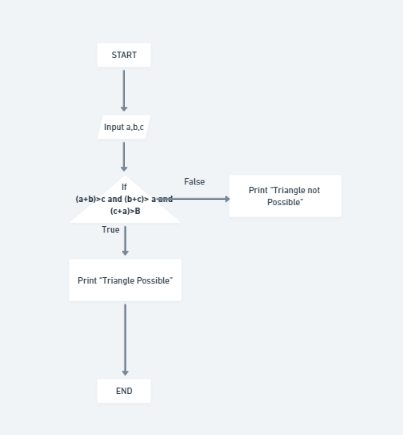 START
Input a,b,c
If
(a+b)>c and (b+c)> a and
(c+a)>B
False
Print "Triangle not
Possible"
True
Print "Triangle Possible"
END